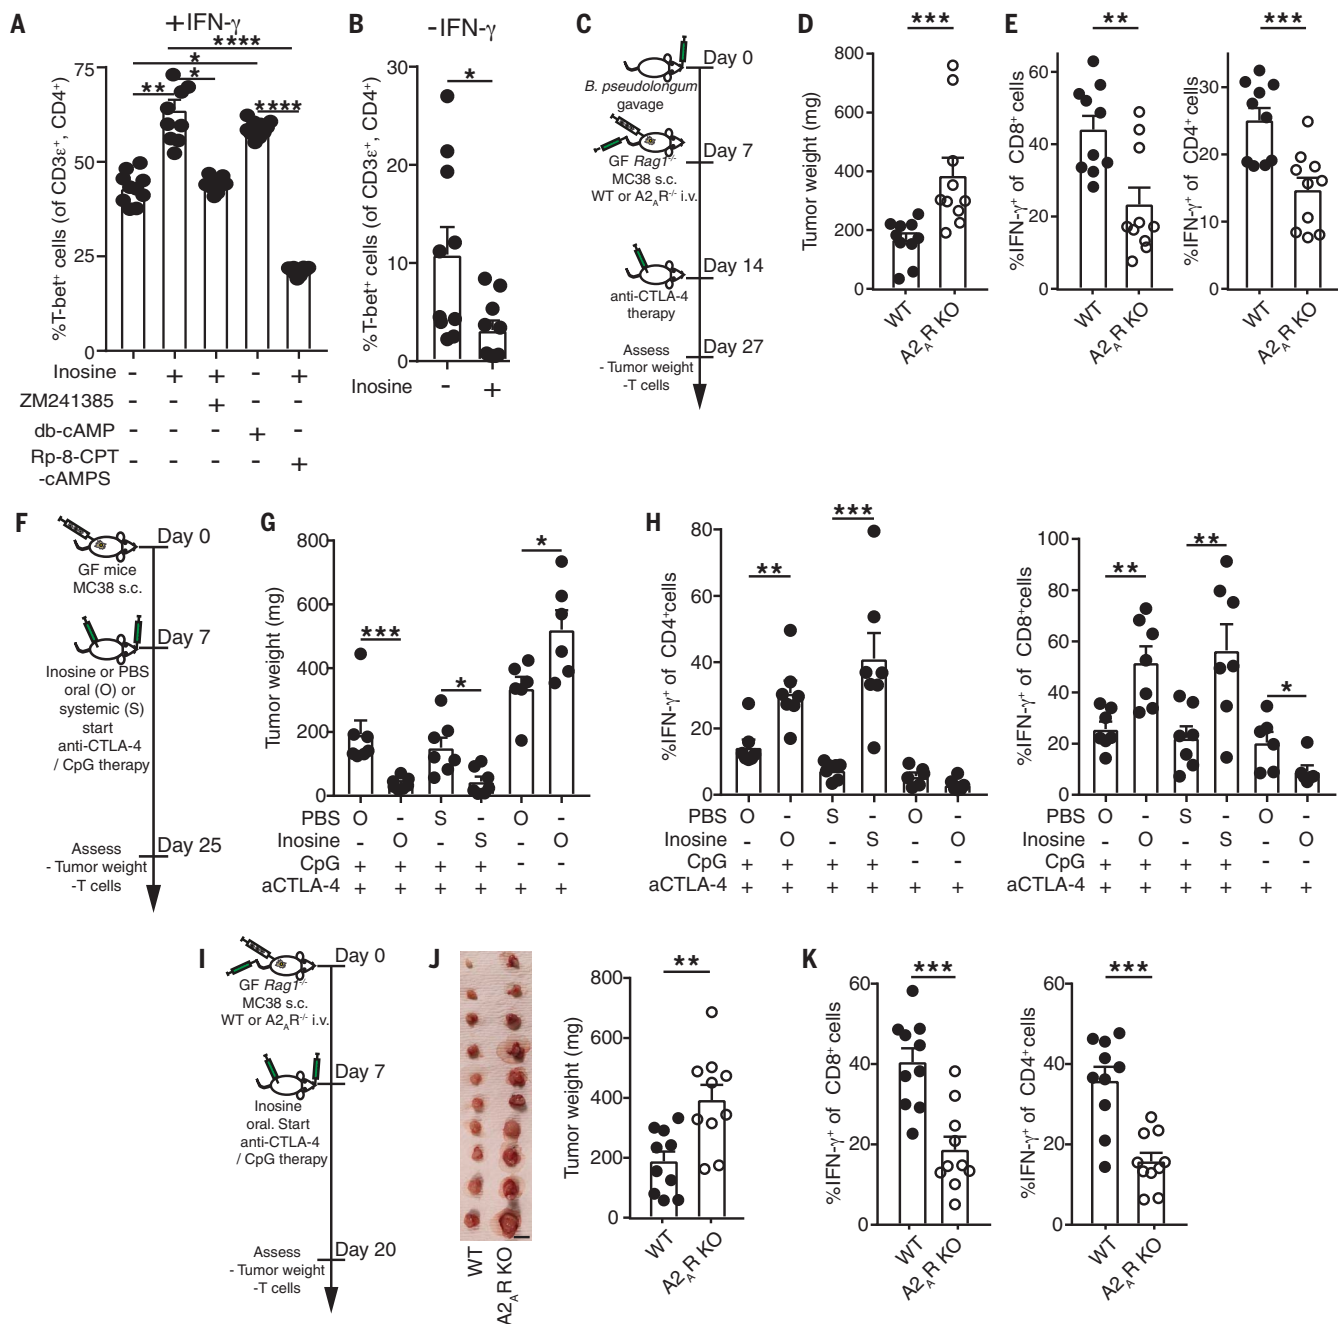 A
+IFN-γ
****
*
**
*
****
%T-bet⁺ cells (of CD3ε⁺, CD4⁺)
75
50
25
0
Inosine - + + - +
ZM241385 - - + - -
db-cAMP - - - + -
Rp-8-CPT
-cAMPS - - - - +
B
-IFN-γ
*
%T-bet⁺ cells (of CD3ε⁺, CD4⁺)
30
20
10
0
Inosine - +
C
Day 0
B. pseudolongum
gavage
Day 7
GF Rag1⁻/⁻
MC38 s.c.
WT or A2AR⁻/⁻ i.v.
Day 14
anti-CTLA-4
therapy
Day 27
Assess
- Tumor weight
-T cells
D
***
Tumor weight (mg)
800
600
400
200
0
WT
A2AR KO
E
**
%IFN-γ⁺ of CD8⁺ cells
60
40
20
0
WT
A2AR KO
***
%IFN-γ⁺ of CD4⁺ cells
30
20
10
0
WT
A2AR KO
F
Day 0
GF mice
MC38 s.c.
Day 7
Inosine or PBS
oral (O) or
systemic (S)
start
anti-CTLA-4
/ CpG therapy
Day 25
Assess
- Tumor weight
-T cells
G
***
*
*
Tumor weight (mg)
800
600
400
200
0
PBS O - S - O -
Inosine - O - S - O
CpG + + + + - -
aCTLA-4 + + + + + +
H
**
***
%IFN-γ⁺ of CD4⁺cells
80
60
40
20
0
PBS O - S - O -
Inosine - O - S - O
CpG + + + + - -
aCTLA-4 + + + + + +
**
**
*
%IFN-γ⁺ of CD8⁺cells
100
80
60
40
20
0
PBS O - S - O -
Inosine - O - S - O
CpG + + + + - -
aCTLA-4 + + + + + +
I
Day 0
GF Rag1⁻/⁻
MC38 s.c.
WT or A2AR⁻/⁻ i.v.
Day 7
Inosine
oral. Start
anti-CTLA-4
/ CpG therapy
Day 20
Assess
- Tumor weight
-T cells
J
WT
A2AR KO
**
Tumor weight (mg)
800
600
400
200
0
WT
A2AR KO
K
***
%IFN-γ⁺ of CD8⁺ cells
60
40
20
0
WT
A2AR KO
***
%IFN-γ⁺ of CD4⁺cells
60
40
20
0
WT
A2AR KO